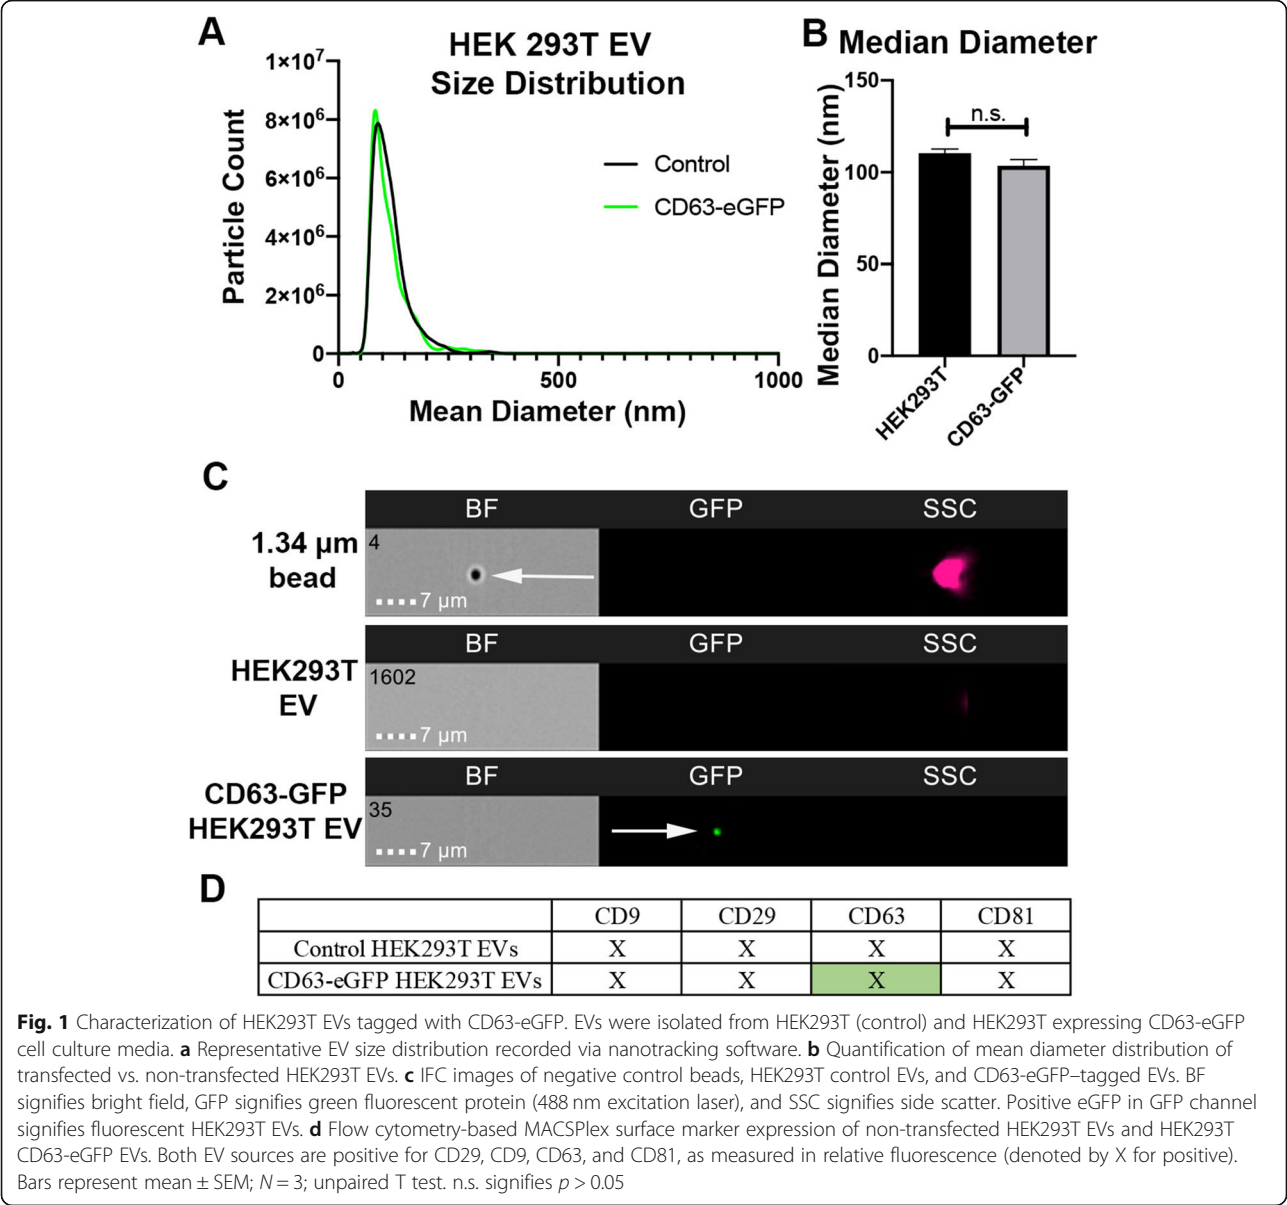 A
HEK 293T EV
Size Distribution
Particle Count
1×10⁷
8×10⁶
6×10⁶
4×10⁶
2×10⁶
0
0
500
1000
Mean Diameter (nm)
Control
CD63-eGFP
B
Median Diameter
Median Diameter (nm)
150
100
50
0
n.s.
HEK293T
CD63-GFP
C
BF GFP SSC
1.34 µm
bead
4
7 µm
BF GFP SSC
HEK293T
EV
1602
7 µm
BF GFP SSC
CD63-GFP
HEK293T EV
35
7 µm
D
CD9 CD29 CD63 CD81
Control HEK293T EVs X X X X
CD63-eGFP HEK293T EVs X X X X
Fig. 1 Characterization of HEK293T EVs tagged with CD63-eGFP. EVs were isolated from HEK293T (control) and HEK293T expressing CD63-eGFP
cell culture media. a Representative EV size distribution recorded via nanotracking software. b Quantification of mean diameter distribution of
transfected vs. non-transfected HEK293T EVs. c IFC images of negative control beads, HEK293T control EVs, and CD63-eGFP–tagged EVs. BF
signifies bright field, GFP signifies green fluorescent protein (488 nm excitation laser), and SSC signifies side scatter. Positive eGFP in GFP channel
signifies fluorescent HEK293T EVs. d Flow cytometry-based MACSPlex surface marker expression of non-transfected HEK293T EVs and HEK293T
CD63-eGFP EVs. Both EV sources are positive for CD29, CD9, CD63, and CD81, as measured in relative fluorescence (denoted by X for positive).
Bars represent mean ± SEM; N = 3; unpaired T test. n.s. signifies p > 0.05